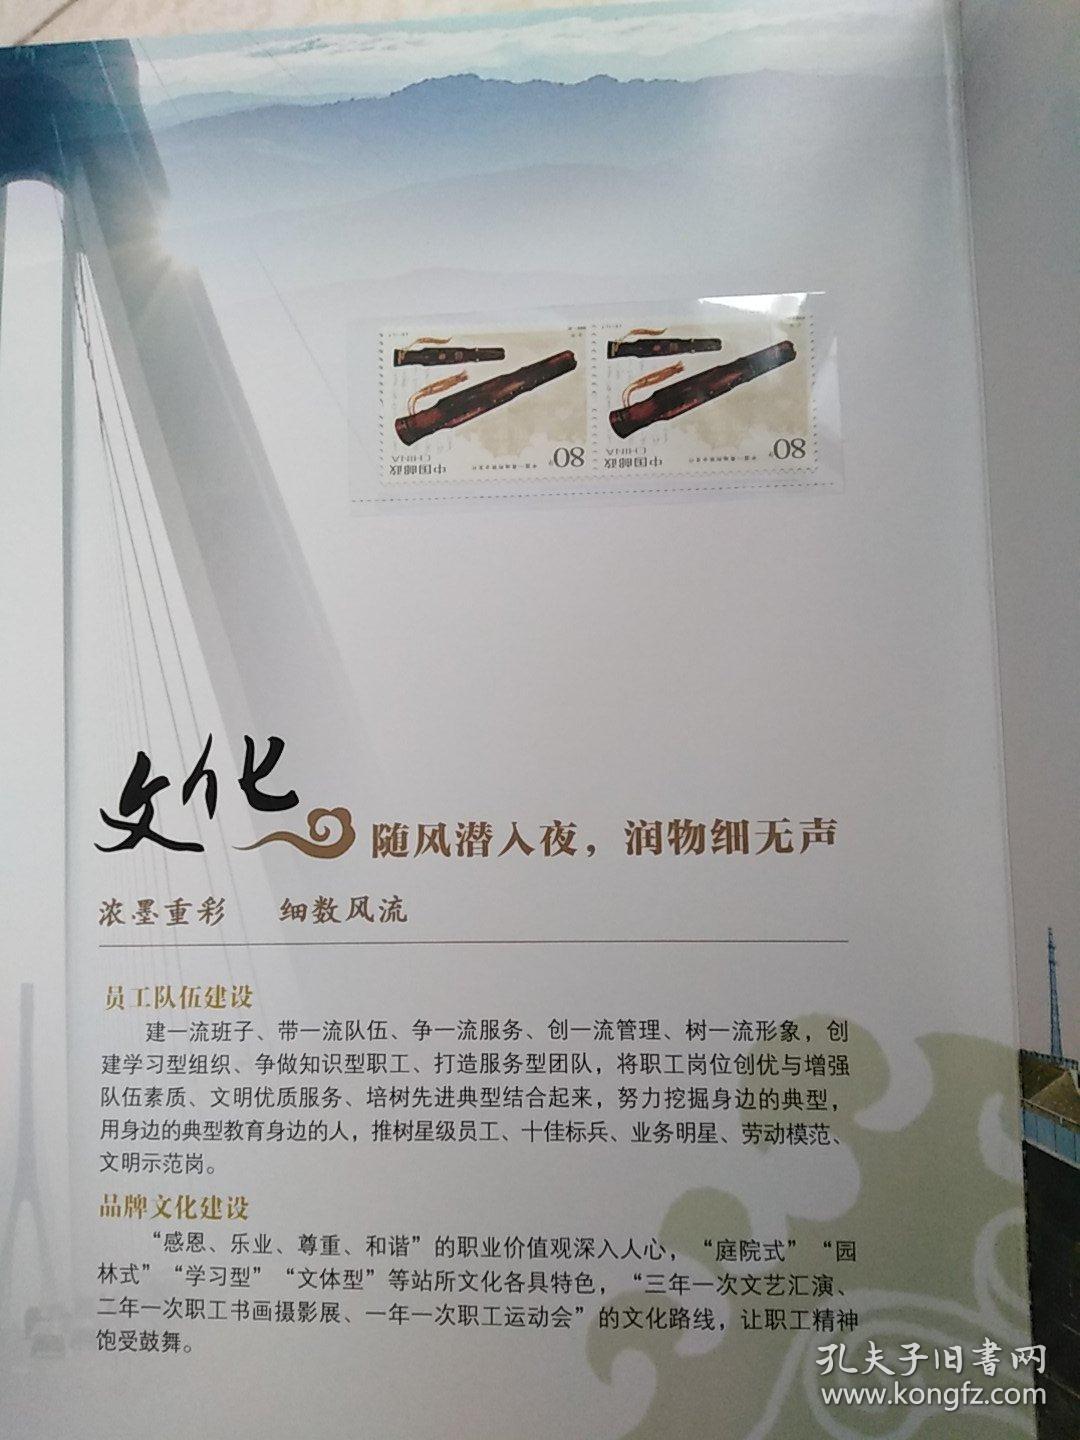 中国邮政
CHINA
80分
中国邮政
CHINA
80分
文化
随风潜入夜，润物细无声
浓墨重彩 细数风流
员工队伍建设
建一流班子、带一流队伍、争一流服务、创一流管理、树一流形象，创
建学习型组织、争做知识型职工、打造服务型团队，将职工岗位创优与增强
队伍素质、文明优质服务、培树先进典型结合起来，努力挖掘身边的典型，
用身边的典型教育身边的人，推树星级员工、十佳标兵、业务明星、劳动模范、
文明示范岗。
品牌文化建设
“感恩、乐业、尊重、和谐”的职业价值观深入人心，“庭院式”“园
林式”“学习型”“文体型”等站所文化各具特色，“三年一次文艺汇演、
二年一次职工书画摄影展、一年一次职工运动会”的文化路线，让职工精神
饱受鼓舞。
孔夫子旧书网
www.kongfz.com